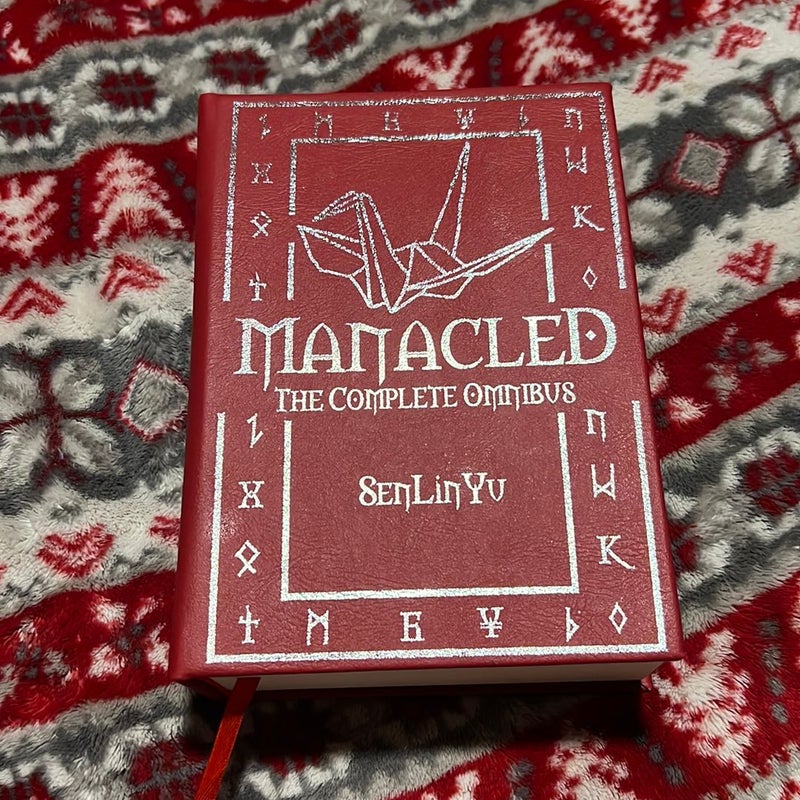 MANACLED
THE COMPLETE OMNIBUS
SENLINYU